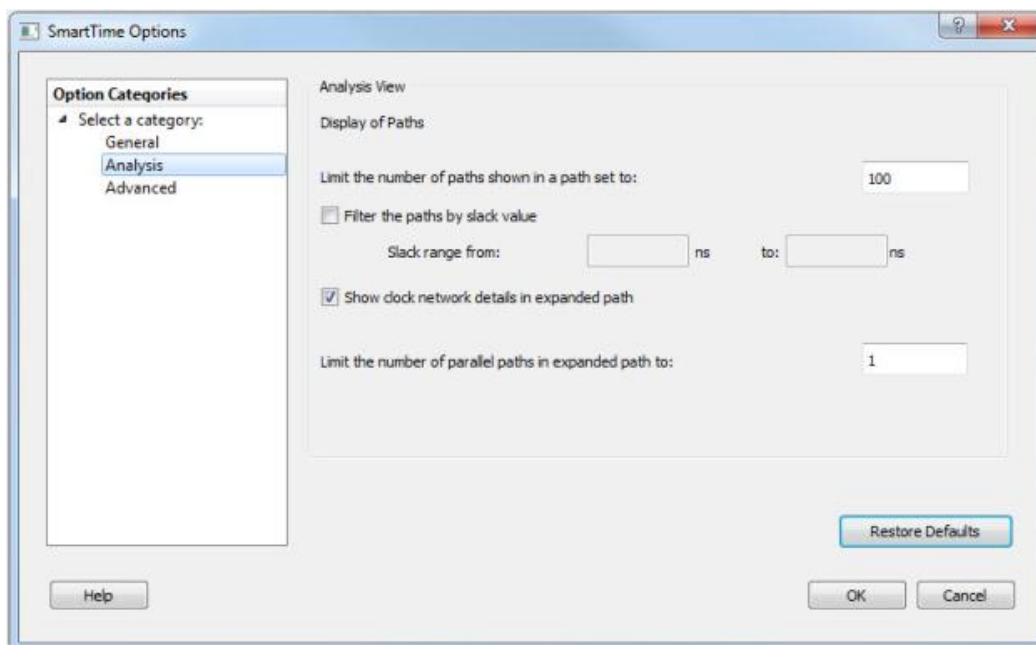 SmartTime Options
Option Categories
Select a category:
General
Analysis
Advanced
Analysis View
Display of Paths
Limit the number of paths shown in a path set to: 100
Filter the paths by slack value
Slack range from: ns to: ns
Show clock network details in expanded path
Limit the number of parallel paths in expanded path to: 1
Restore Defaults
Help OK Cancel